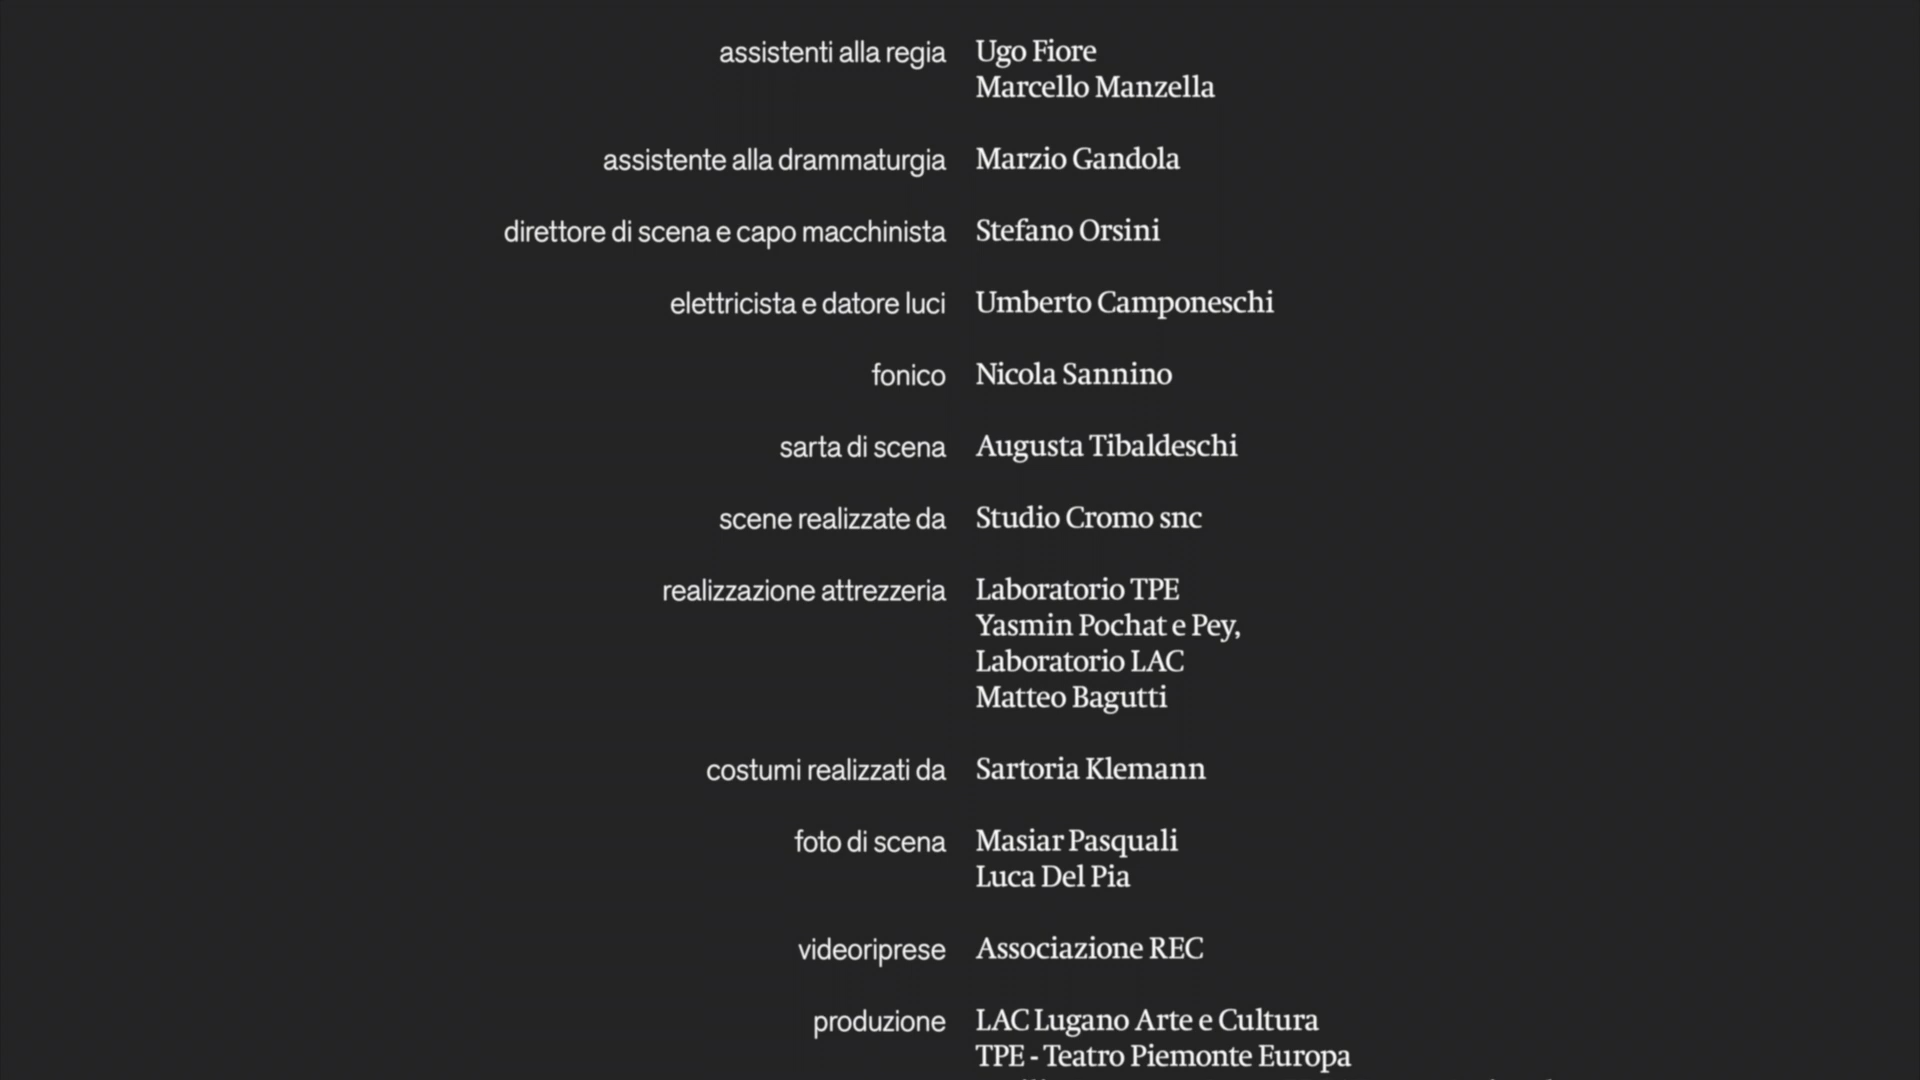 assistenti alla regia Ugo Fiore
Marcello Manzella
assistente alla drammaturgia Marzio Gandola
direttore di scena e capo macchinista Stefano Orsini
elettricista e datore luci Umberto Camponeschi
fonico Nicola Sannino
sarta di scena Augusta Tibaldeschi
scene realizzate da Studio Cromo snc
realizzazione attrezzeria Laboratorio TPE
Yasmin Pochat e Pey,
Laboratorio LAC
Matteo Bagutti
costumi realizzati da Sartoria Klemann
foto di scena Masiar Pasquali
Luca Del Pia
videoriprese Associazione REC
produzione LAC Lugano Arte e Cultura
TPE - Teatro Piemonte Europa